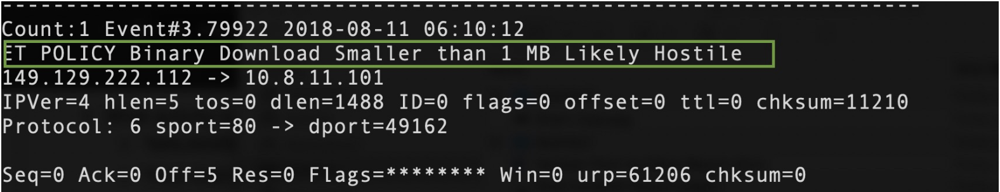 --------------------------------------------------------------------------
Count:1 Event#3.79922 2018-08-11 06:10:12
ET POLICY Binary Download Smaller than 1 MB Likely Hostile
149.129.222.112 -> 10.8.11.101
IPVer=4 hlen=5 tos=0 dlen=1488 ID=0 flags=0 offset=0 ttl=0 chksum=11210
Protocol: 6 sport=80 -> dport=49162
Seq=0 Ack=0 Off=5 Res=0 Flags=******** Win=0 urp=61206 chksum=0